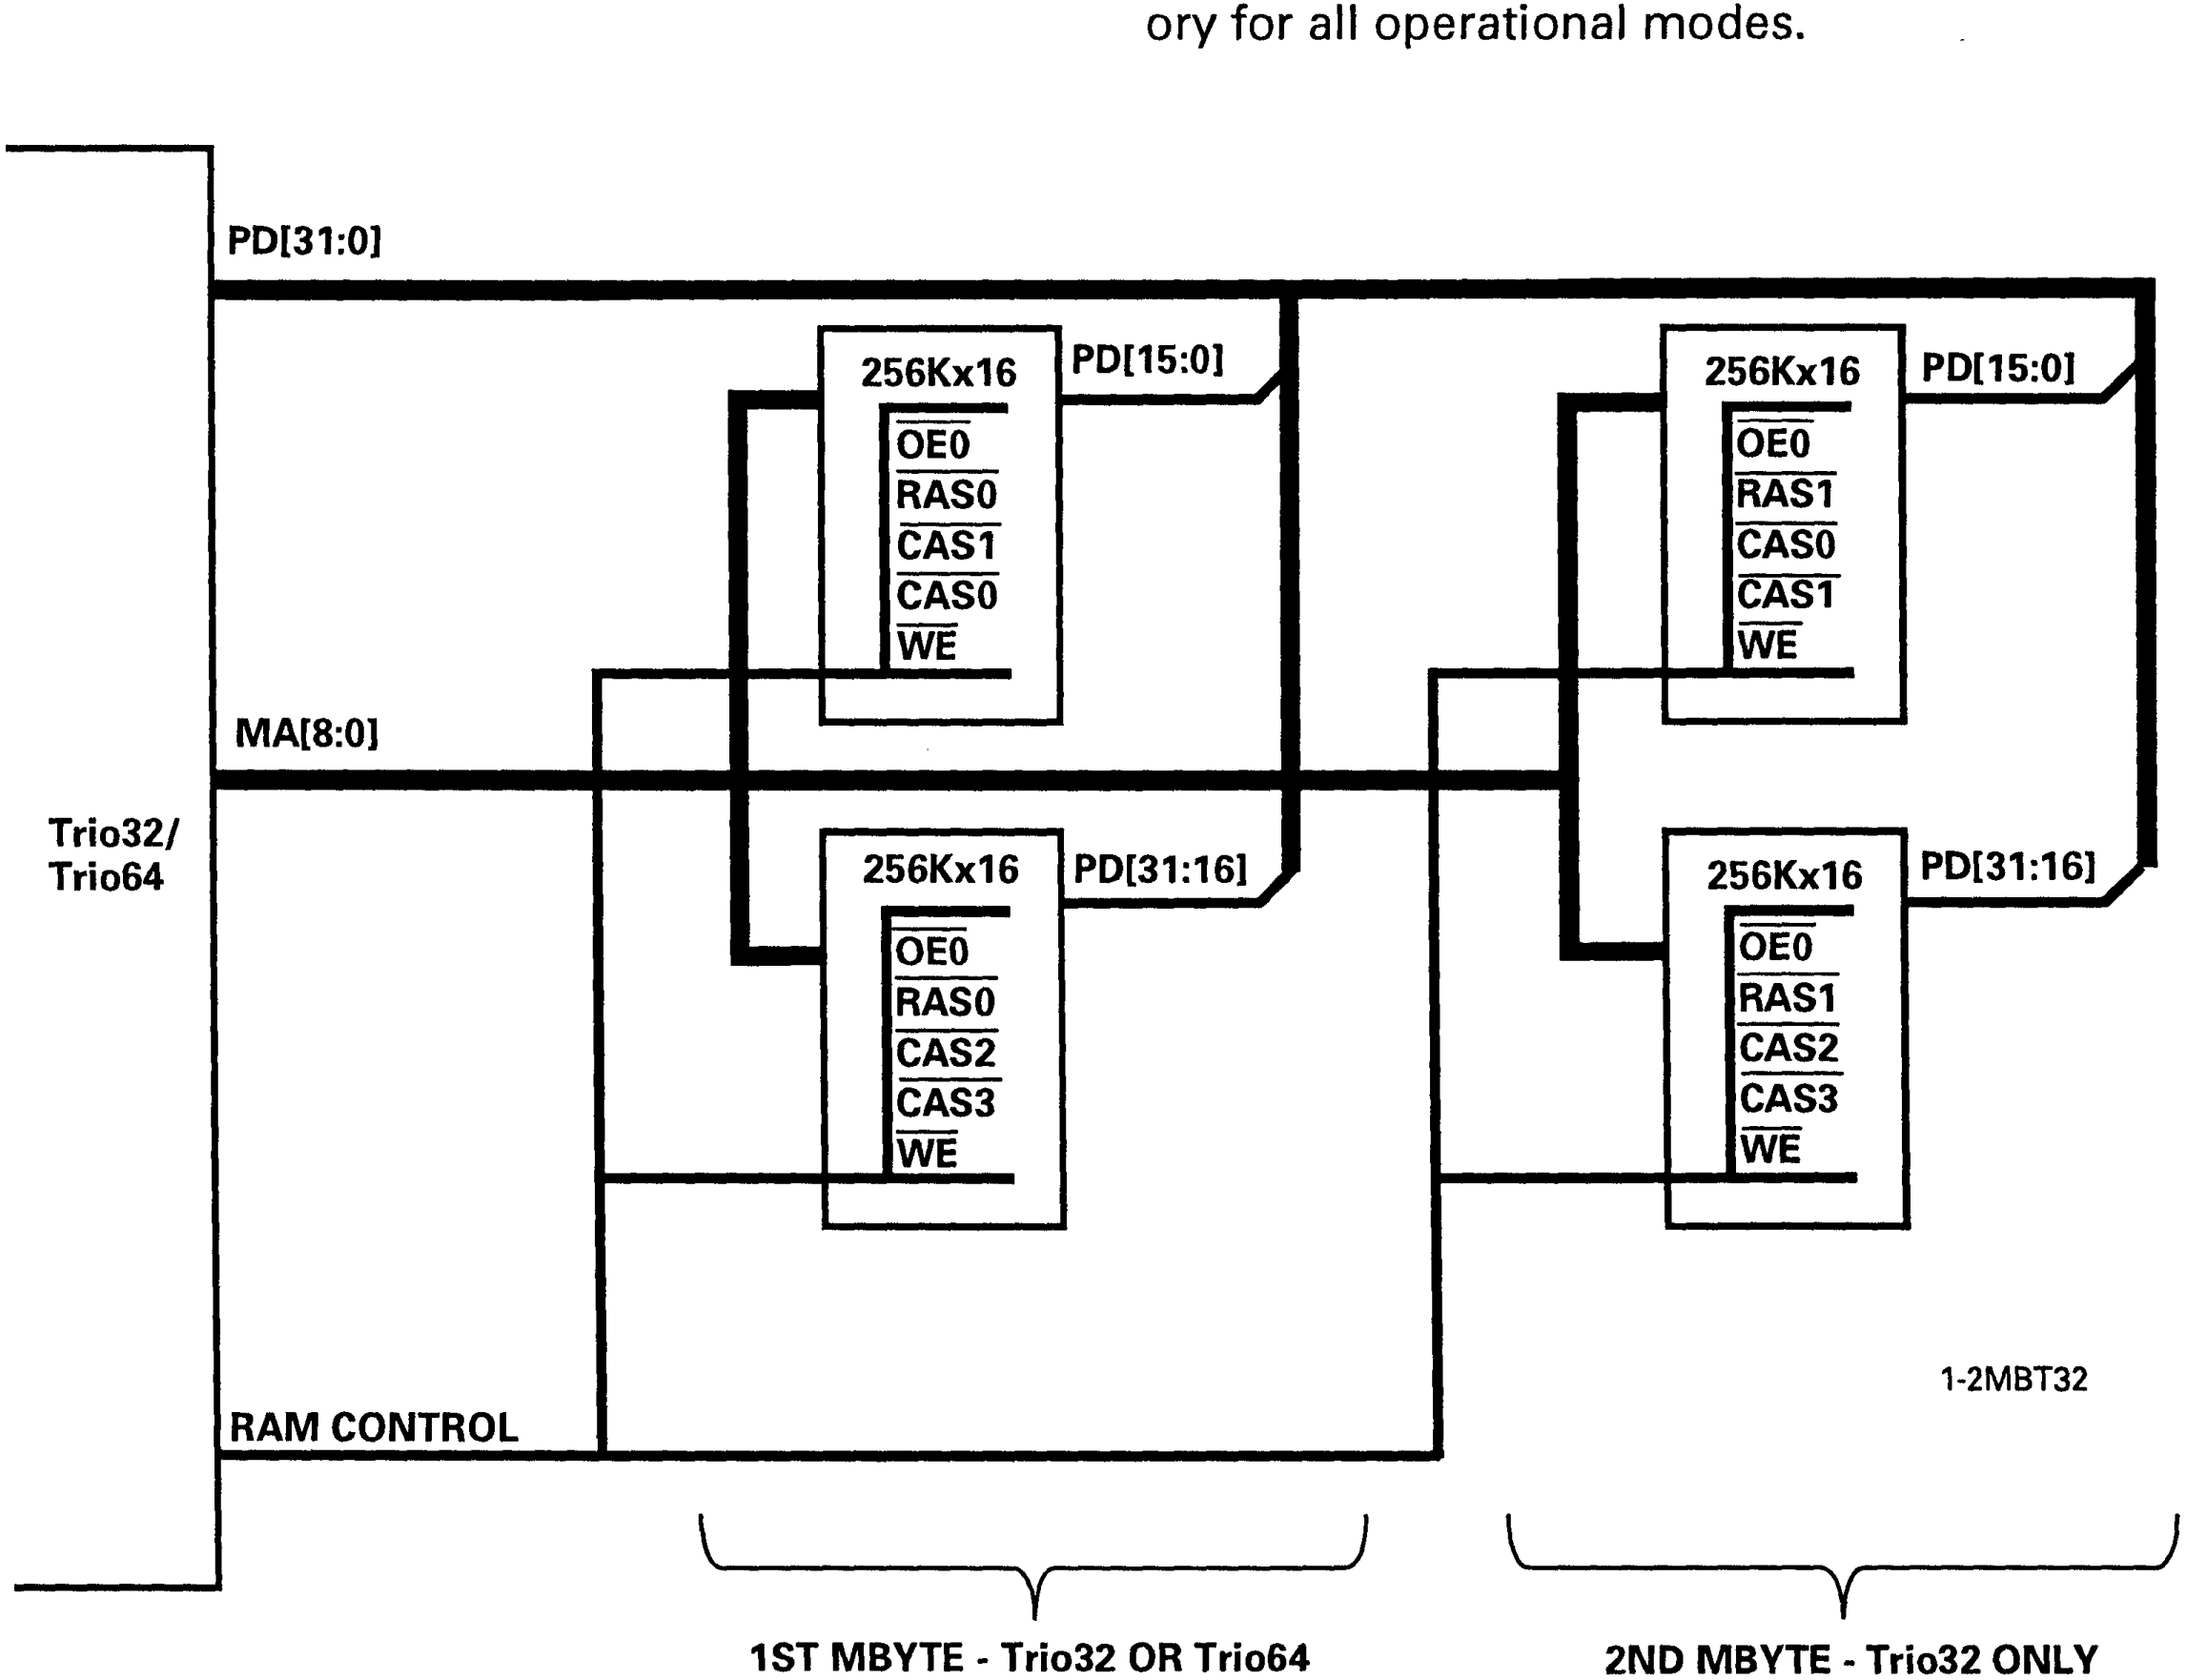 ory for all operational modes.
PD[31:0]
256Kx16
PD[15:0]
OE0
RAS0
CAS1
CAS0
WE
256Kx16
PD[15:0]
OE0
RAS1
CAS0
CAS1
WE
MA[8:0]
Trio32/
Trio64
256Kx16
PD[31:16]
OE0
RAS0
CAS2
CAS3
WE
256Kx16
PD[31:16]
OE0
RAS1
CAS2
CAS3
WE
1-2MBT32
RAM CONTROL
1ST MBYTE - Trio32 OR Trio64
2ND MBYTE - Trio32 ONLY